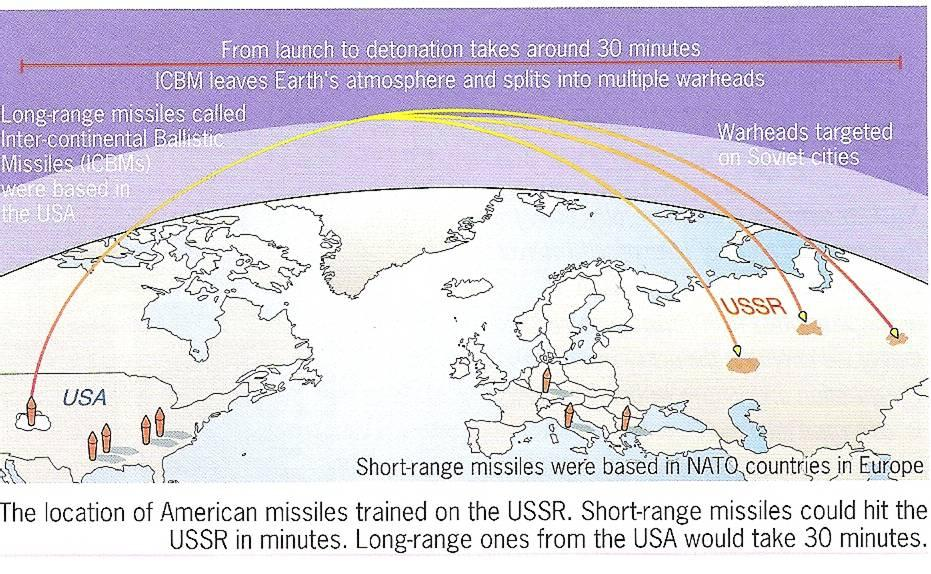 From launch to detonation takes around 30 minutes
ICBM leaves Earth's atmosphere and splits into multiple warheads
Long-range missiles called
Inter-continental Ballistic
Missiles (ICBMs)
were based in
the USA
Warheads targeted
on Soviet cities
USSR
USA
Short-range missiles were based in NATO countries in Europe
The location of American missiles trained on the USSR. Short-range missiles could hit the
USSR in minutes. Long-range ones from the USA would take 30 minutes.